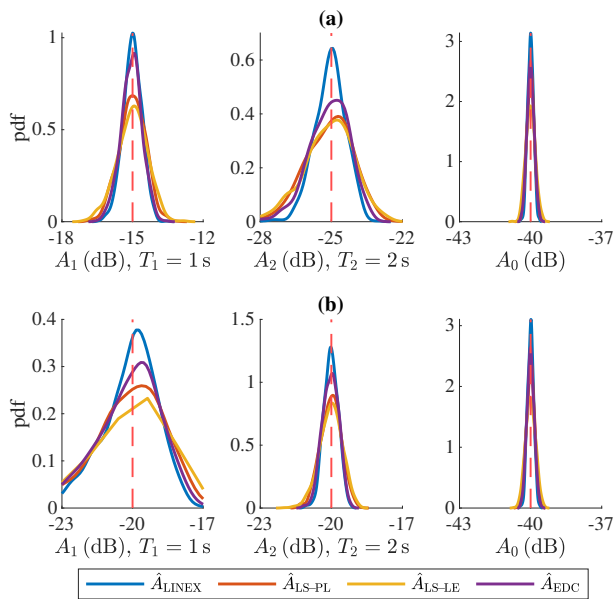 (a)
pdf
1
0.5
0
-18 -15 -12
A₁ (dB), T₁ = 1 s
0.6
0.4
0.2
0
-28 -25 -22
A₂ (dB), T₂ = 2 s
3
2
1
0
-43 -40 -37
A₀ (dB)
(b)
pdf
0.4
0.3
0.2
0.1
0
-23 -20 -17
A₁ (dB), T₁ = 1 s
1.5
1
0.5
0
-23 -20 -17
A₂ (dB), T₂ = 2 s
3
2
1
0
-43 -40 -37
A₀ (dB)
Â_LINEX Â_LS-PL Â_LS-LE Â_EDC